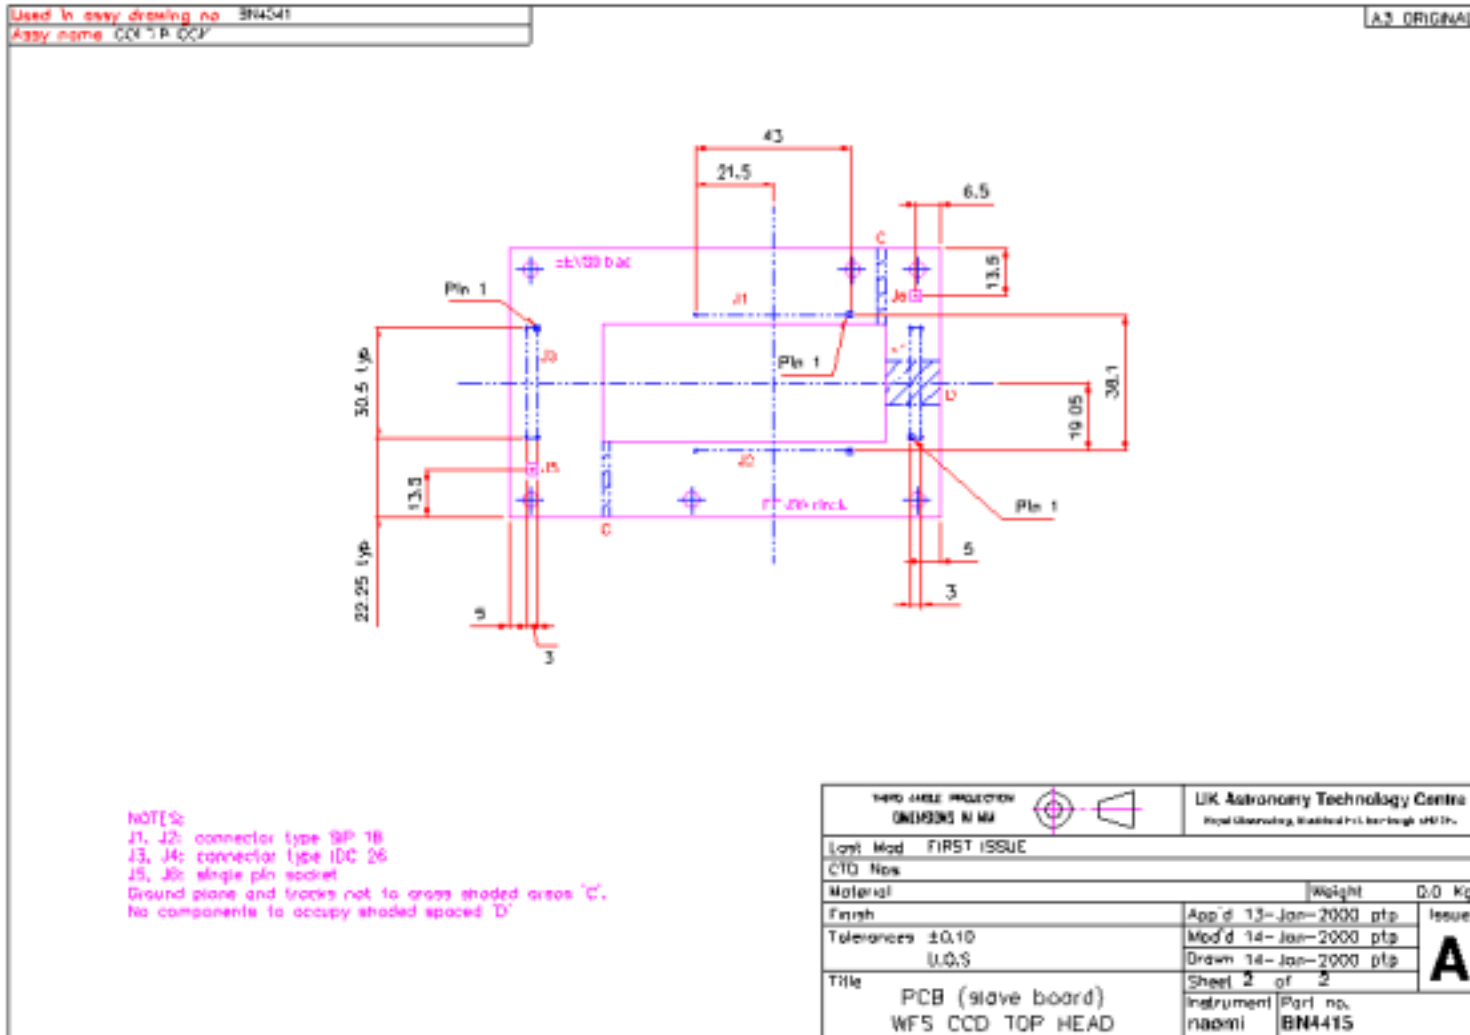 Used in assy drawing no BN4341
Assy name
A3 ORIGINAL
43
21.5
6.5
C
13.5
Pin 1
J1
J6
J3
Pin 1
30.5 typ
38.1
19.05
D
J5
13.5
Pin 1
C
5
22.25 typ
3
3
NOTES:
J1, J2: connector type SIP 18
J3, J4: connector type IDC 26
J5, J6: single pin socket
Ground plane and tracks not to cross shaded areas 'C'.
No components to occupy shaded spaced 'D'
THIRD ANGLE PROJECTION
DIMENSIONS IN MM
UK Astronomy Technology Centre
Last Mod FIRST ISSUE
CTD Nos
Material
Weight 0.0 Kg
Finish
App'd 13-Jan-2000 ptp
Issue
Tolerances ±0.10
U.O.S
Mod'd 14-Jan-2000 ptp
Drawn 14-Jan-2000 ptp
A
Title
PCB (slave board)
WFS CCD TOP HEAD
Sheet 2 of 2
Instrument
naomi
Part no.
BN4415